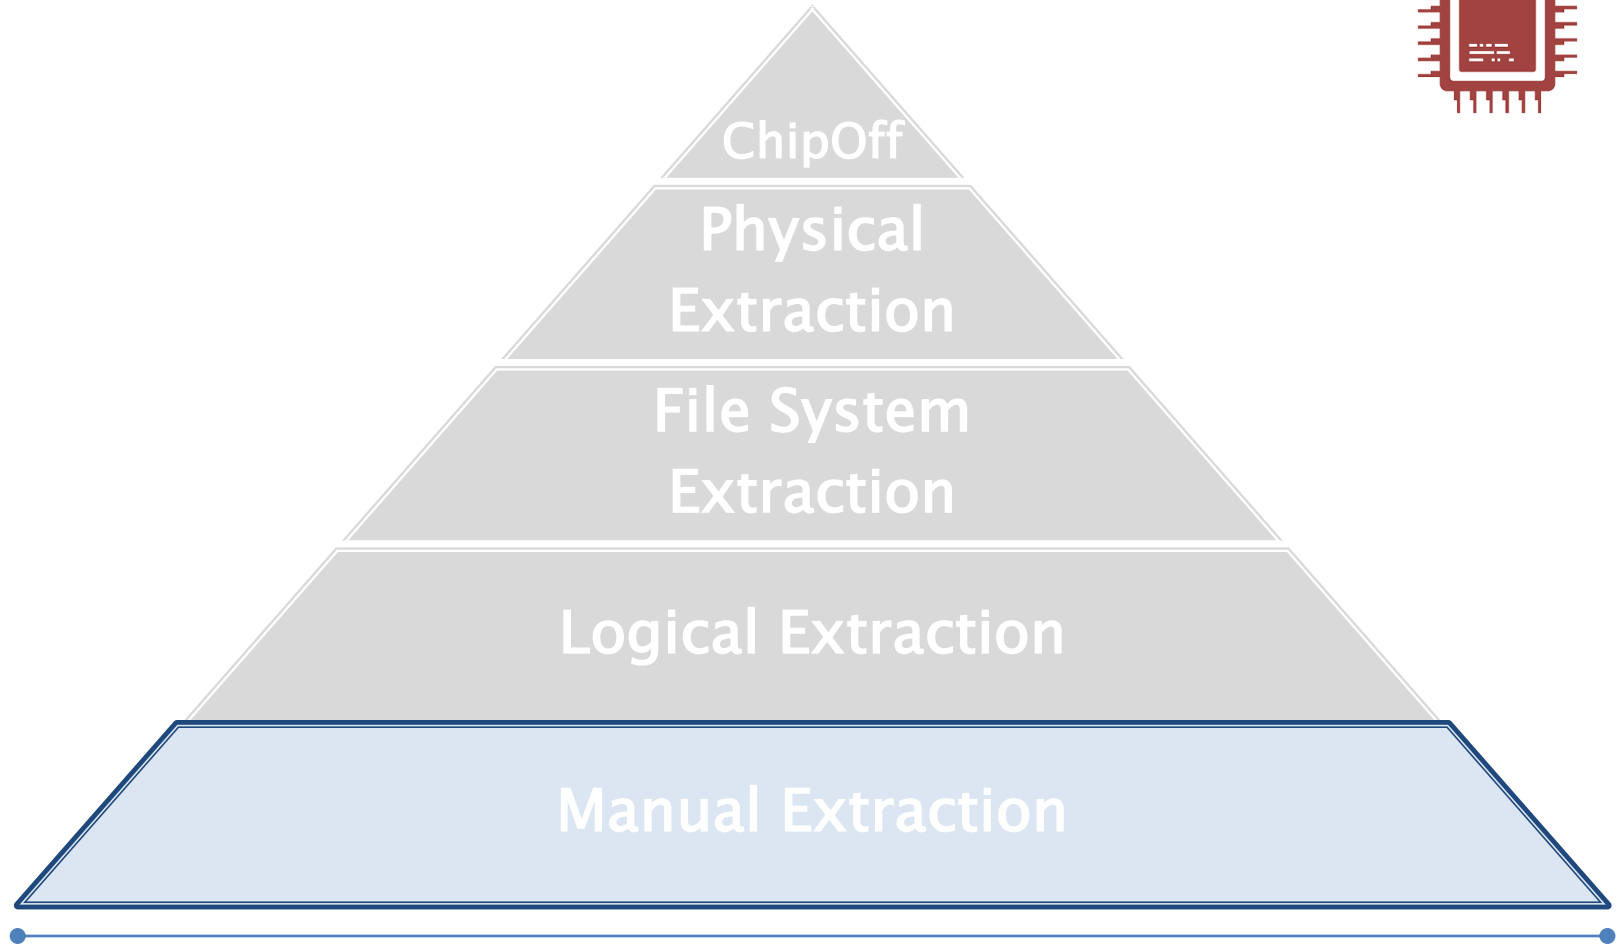 ChipOff
Physical
Extraction
File System
Extraction
Logical Extraction
Manual Extraction